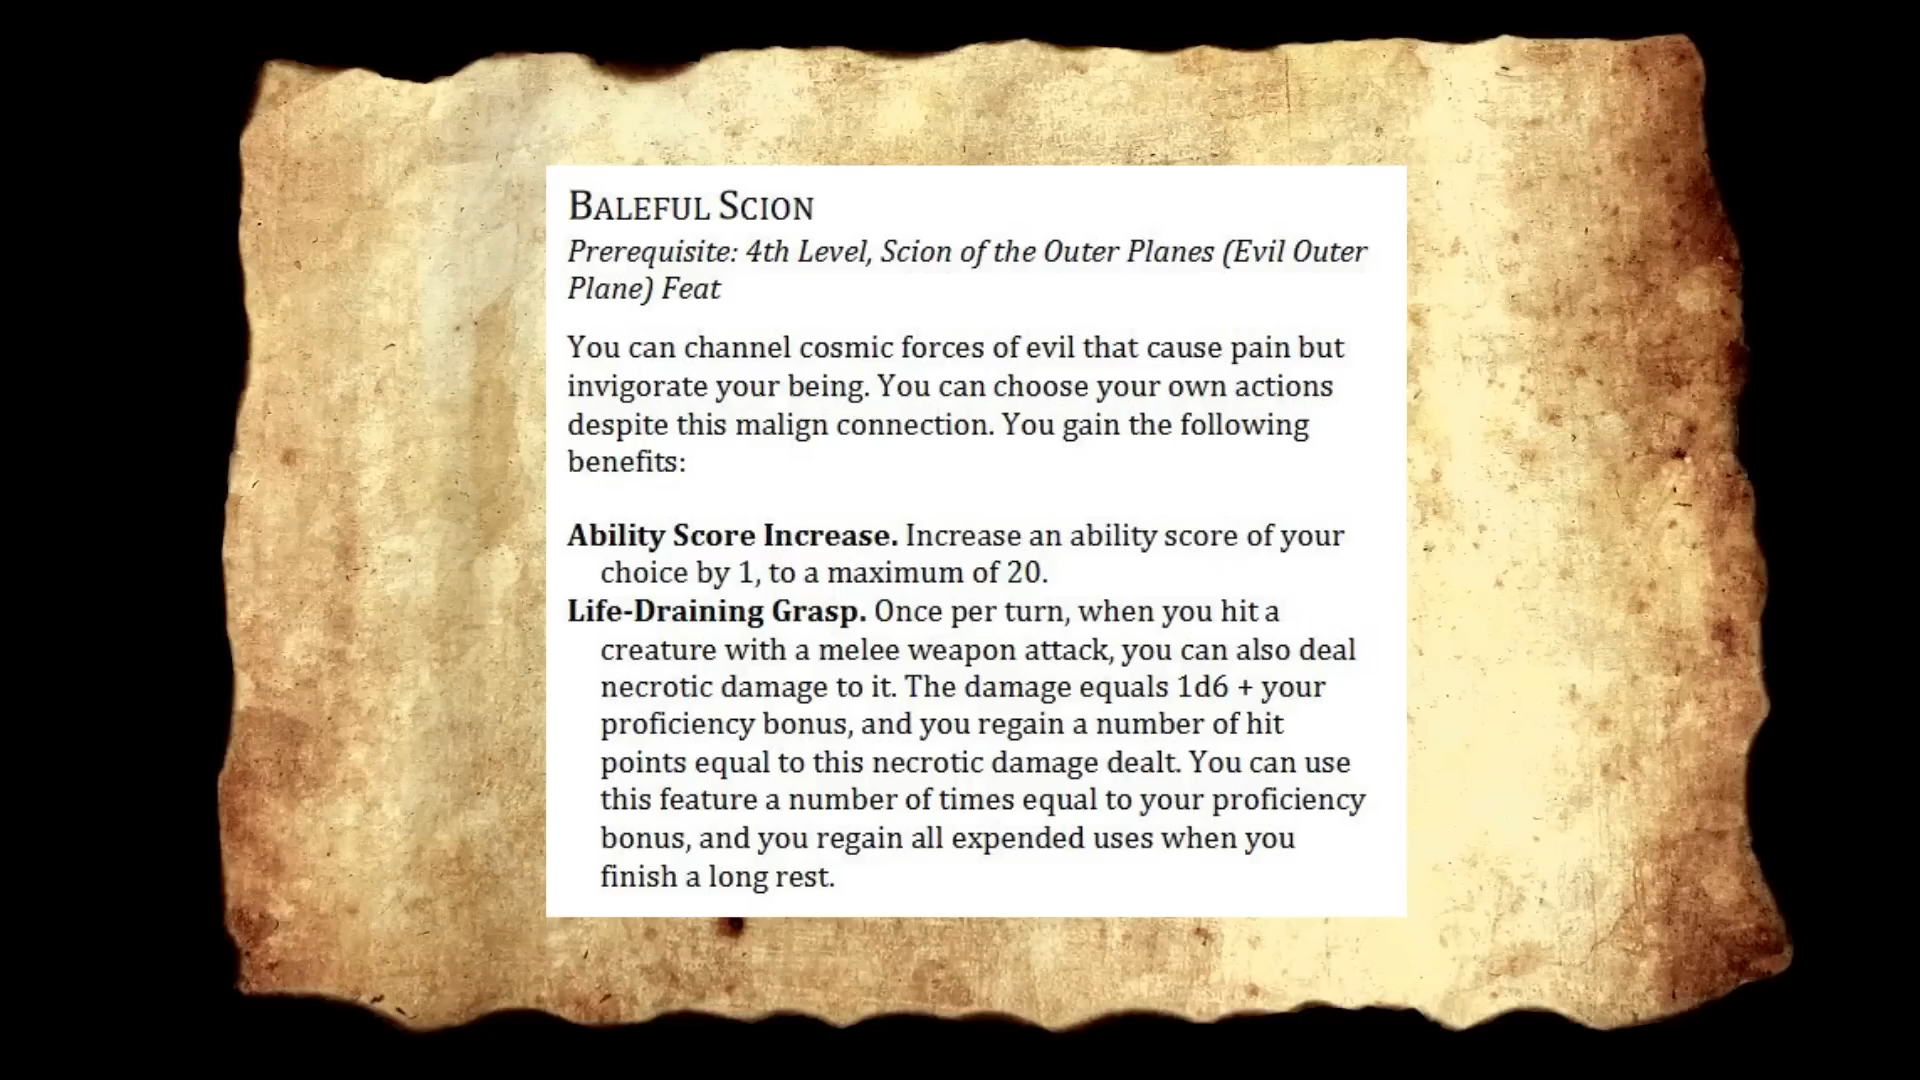 BALEFUL SCION
Prerequisite: 4th Level, Scion of the Outer Planes (Evil Outer
Plane) Feat
You can channel cosmic forces of evil that cause pain but
invigorate your being. You can choose your own actions
despite this malign connection. You gain the following
benefits:
Ability Score Increase. Increase an ability score of your
choice by 1, to a maximum of 20.
Life-Draining Grasp. Once per turn, when you hit a
creature with a melee weapon attack, you can also deal
necrotic damage to it. The damage equals 1d6 + your
proficiency bonus, and you regain a number of hit
points equal to this necrotic damage dealt. You can use
this feature a number of times equal to your proficiency
bonus, and you regain all expended uses when you
finish a long rest.